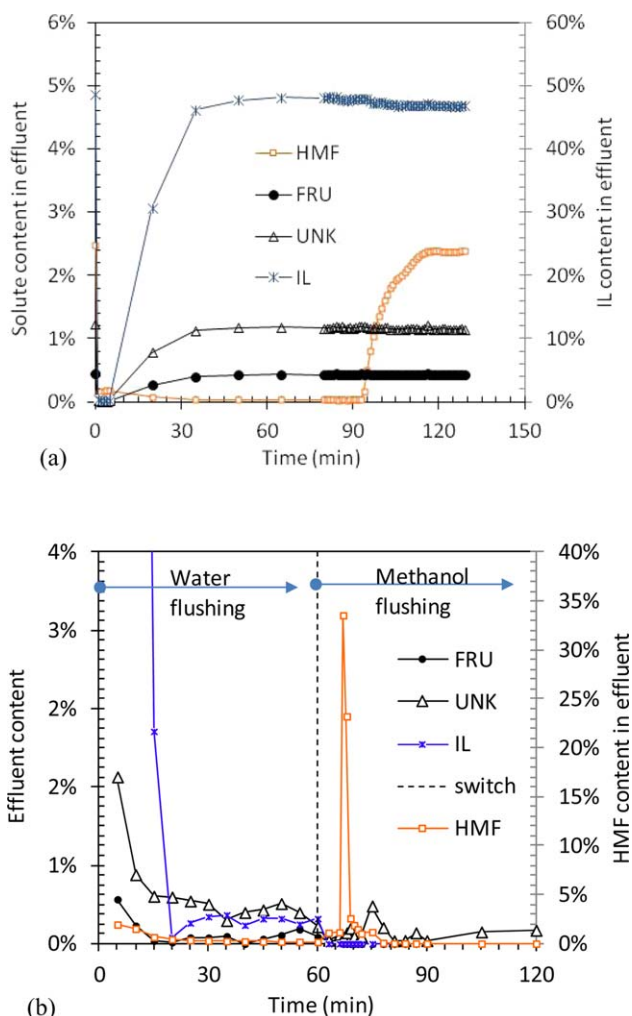 6%
5%
4%
3%
2%
1%
0%
60%
50%
40%
30%
20%
10%
0%
Solute content in effluent
IL content in effluent
HMF
FRU
UNK
IL
0 30 60 90 120 150
Time (min)
(a)
4%
3%
2%
2%
1%
0%
40%
35%
30%
25%
20%
15%
10%
5%
0%
Effluent content
HMF content in effluent
Water
flushing
Methanol
flushing
FRU
UNK
IL
switch
HMF
0 30 60 90 120
Time (min)
(b)